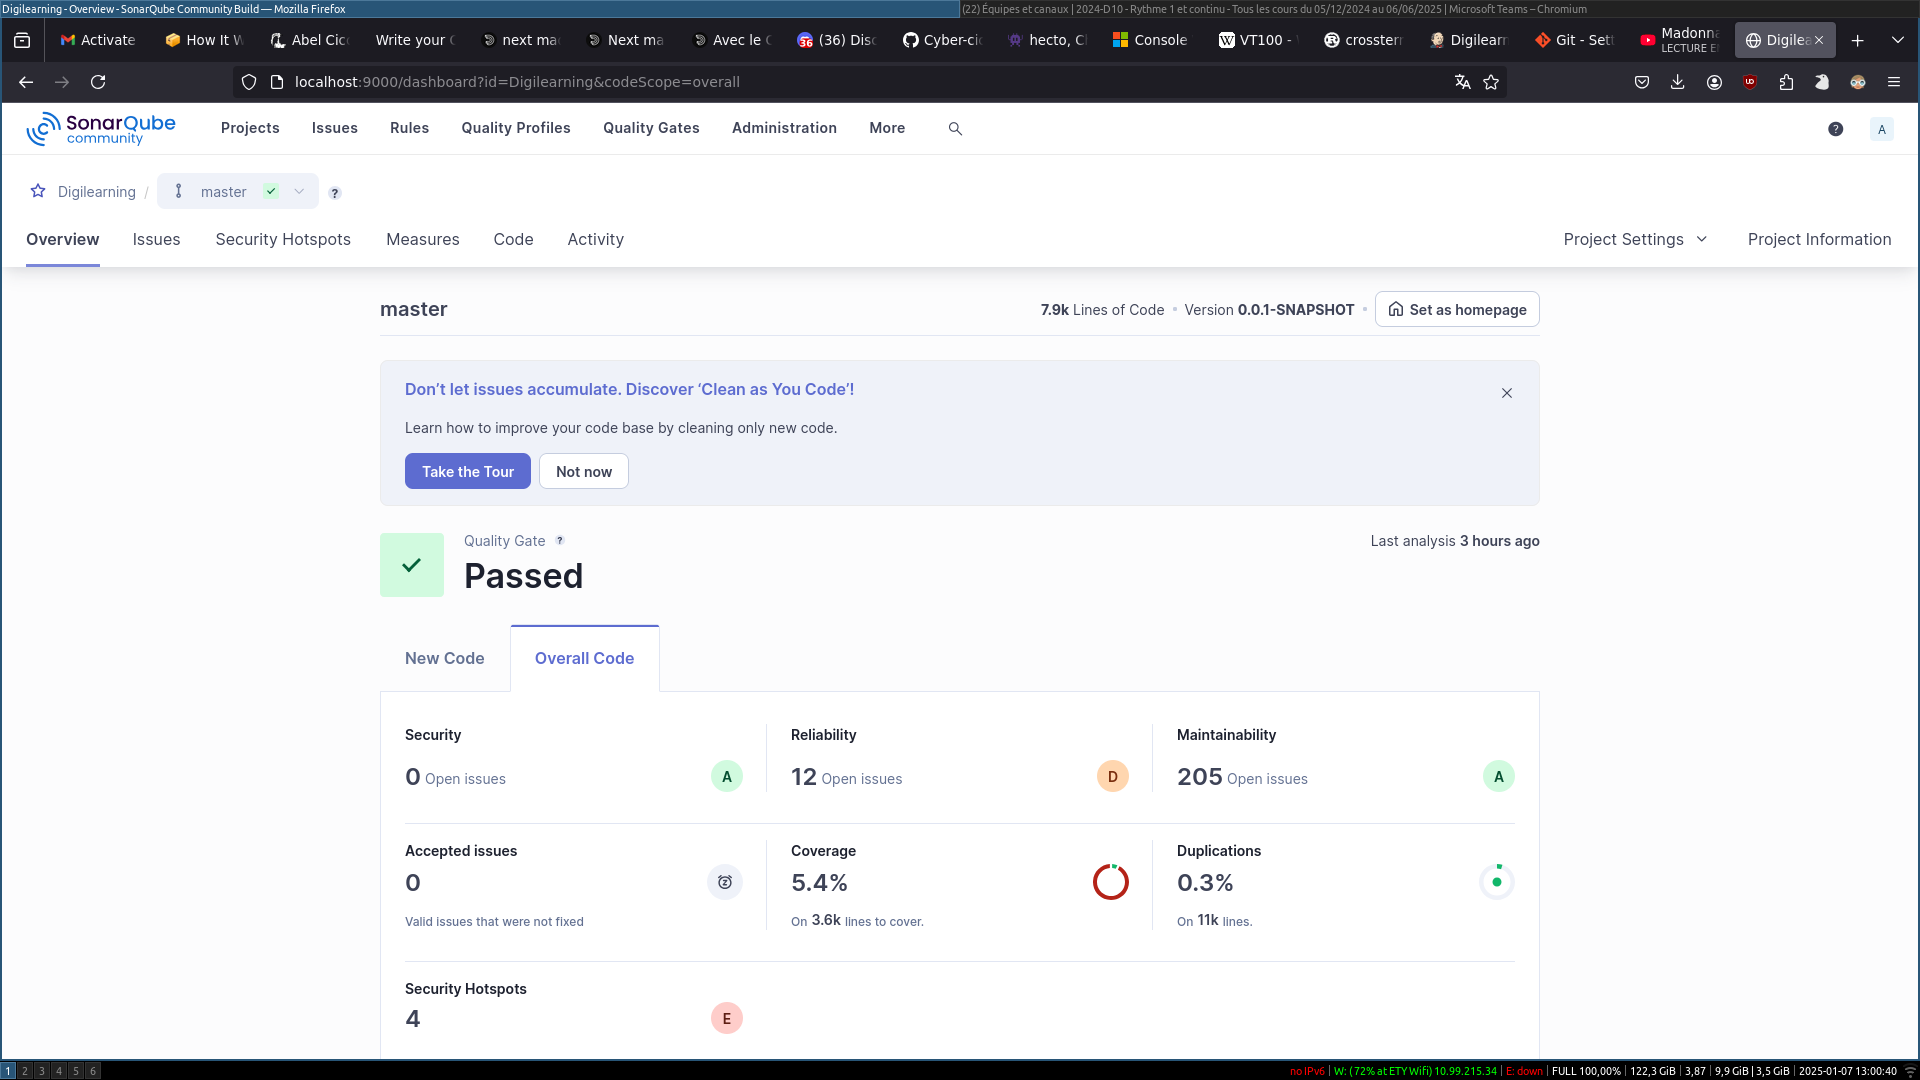 Digilearning - Overview - SonarQube Community Build — Mozilla Firefox
(22) Équipes et canaux | 2024-D10 - Rythme 1 et continu - Tous les cours du 05/12/2024 au 06/06/2025 | Microsoft Teams – Chromium
Activate
How It W
Abel Cic
Write your
next ma
Next ma
Avec le
(36) Disc
Cyber-ci
hecto, C
Console
VT100 -
crossterr
Digilearn
Git - Set
Madonna
LECTURE E
Digilea
localhost:9000/dashboard?id=Digilearning&codeScope=overall
SonarQube
community
Projects
Issues
Rules
Quality Profiles
Quality Gates
Administration
More
?
A
Digilearning /
master
?
Overview
Issues
Security Hotspots
Measures
Code
Activity
Project Settings
Project Information
master
7.9k Lines of Code
Version 0.0.1-SNAPSHOT
Set as homepage
Don’t let issues accumulate. Discover ‘Clean as You Code’!
Learn how to improve your code base by cleaning only new code.
Take the Tour
Not now
Quality Gate ?
Last analysis 3 hours ago
Passed
New Code
Overall Code
Security
0 Open issues
A
Reliability
12 Open issues
D
Maintainability
205 Open issues
A
Accepted issues
0
Valid issues that were not fixed
Coverage
5.4%
On 3.6k lines to cover.
Duplications
0.3%
On 11k lines.
Security Hotspots
4
E
1 2 3 4 5 6
no IPv6 | W: (72% at ETY Wifi) 10.99.215.34 | E: down | FULL 100,00% | 122,3 GiB | 3,87 | 9,9 GiB | 3,5 GiB | 2025-01-07 13:00:40